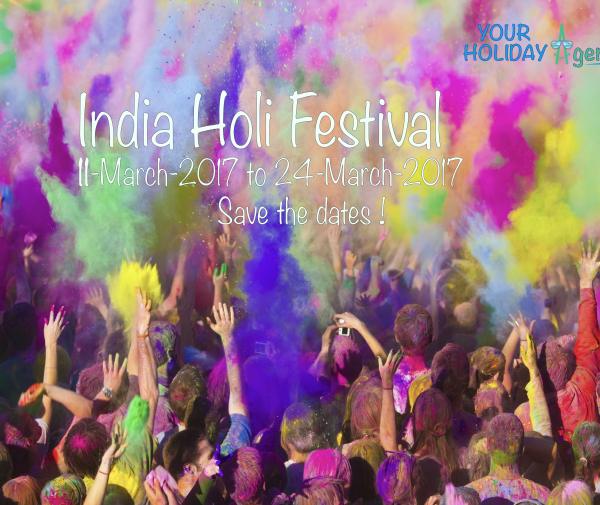 YOUR
HOLIDAY
India Holi Festival
11-March-2017 to 24-March-2017
Save the dates !